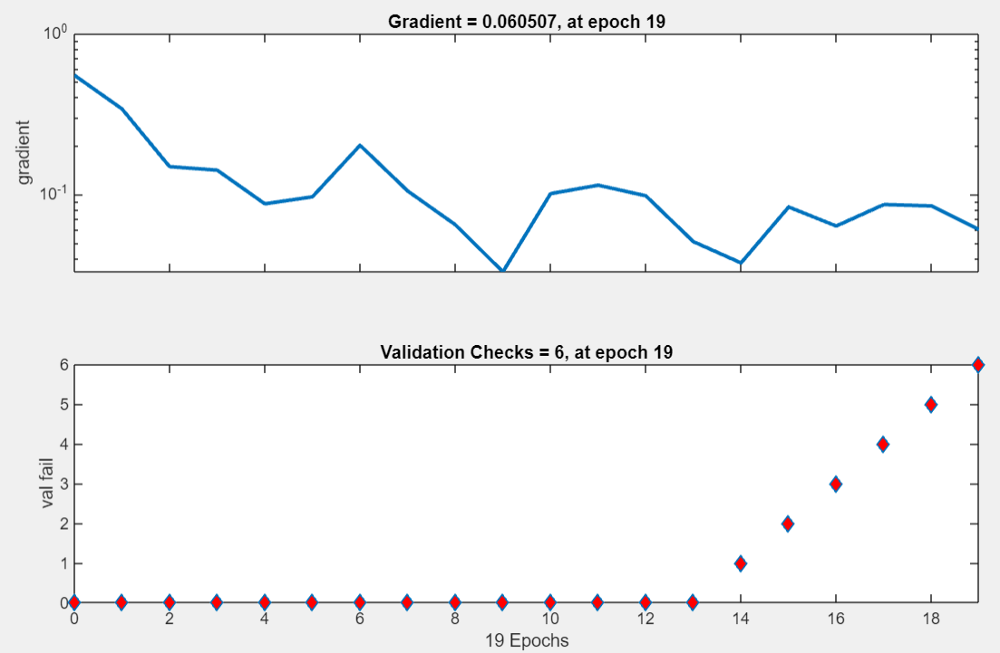 Gradient = 0.060507, at epoch 19
10^0
gradient
10^-1
Validation Checks = 6, at epoch 19
6
5
4
val fail
3
2
1
0
0 2 4 6 8 10 12 14 16 18
19 Epochs